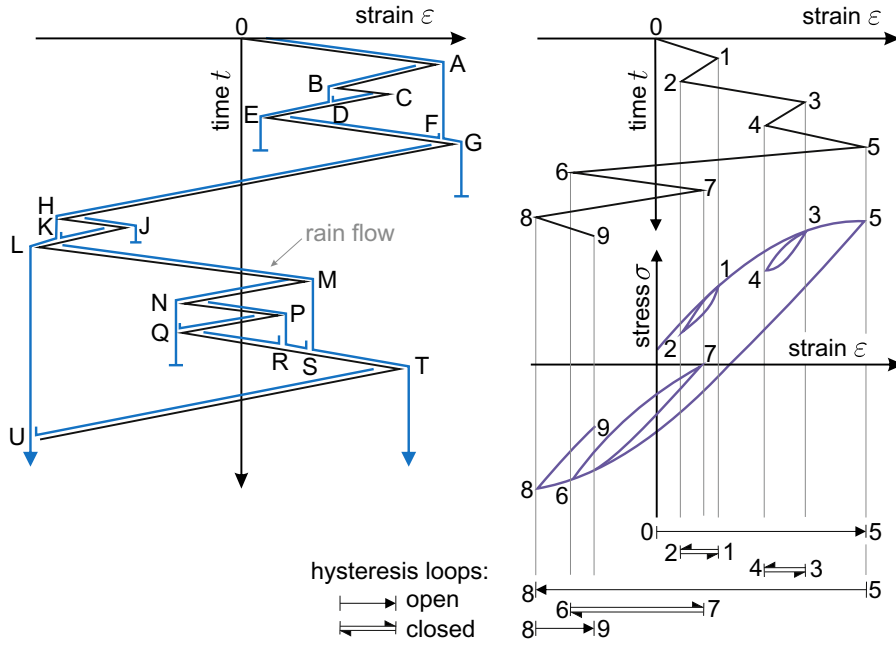 strain ε
0
time t
A
B
C
D
E
F
G
H
J
K
L
rain flow
M
N
P
Q
R
S
T
U
strain ε
0
time t
1
2
3
4
5
6
7
8
9
stress σ
strain ε
1
2
3
4
5
6
7
8
9
0 5
2 1
4 3
8 5
6 7
8 9
hysteresis loops:
open
closed